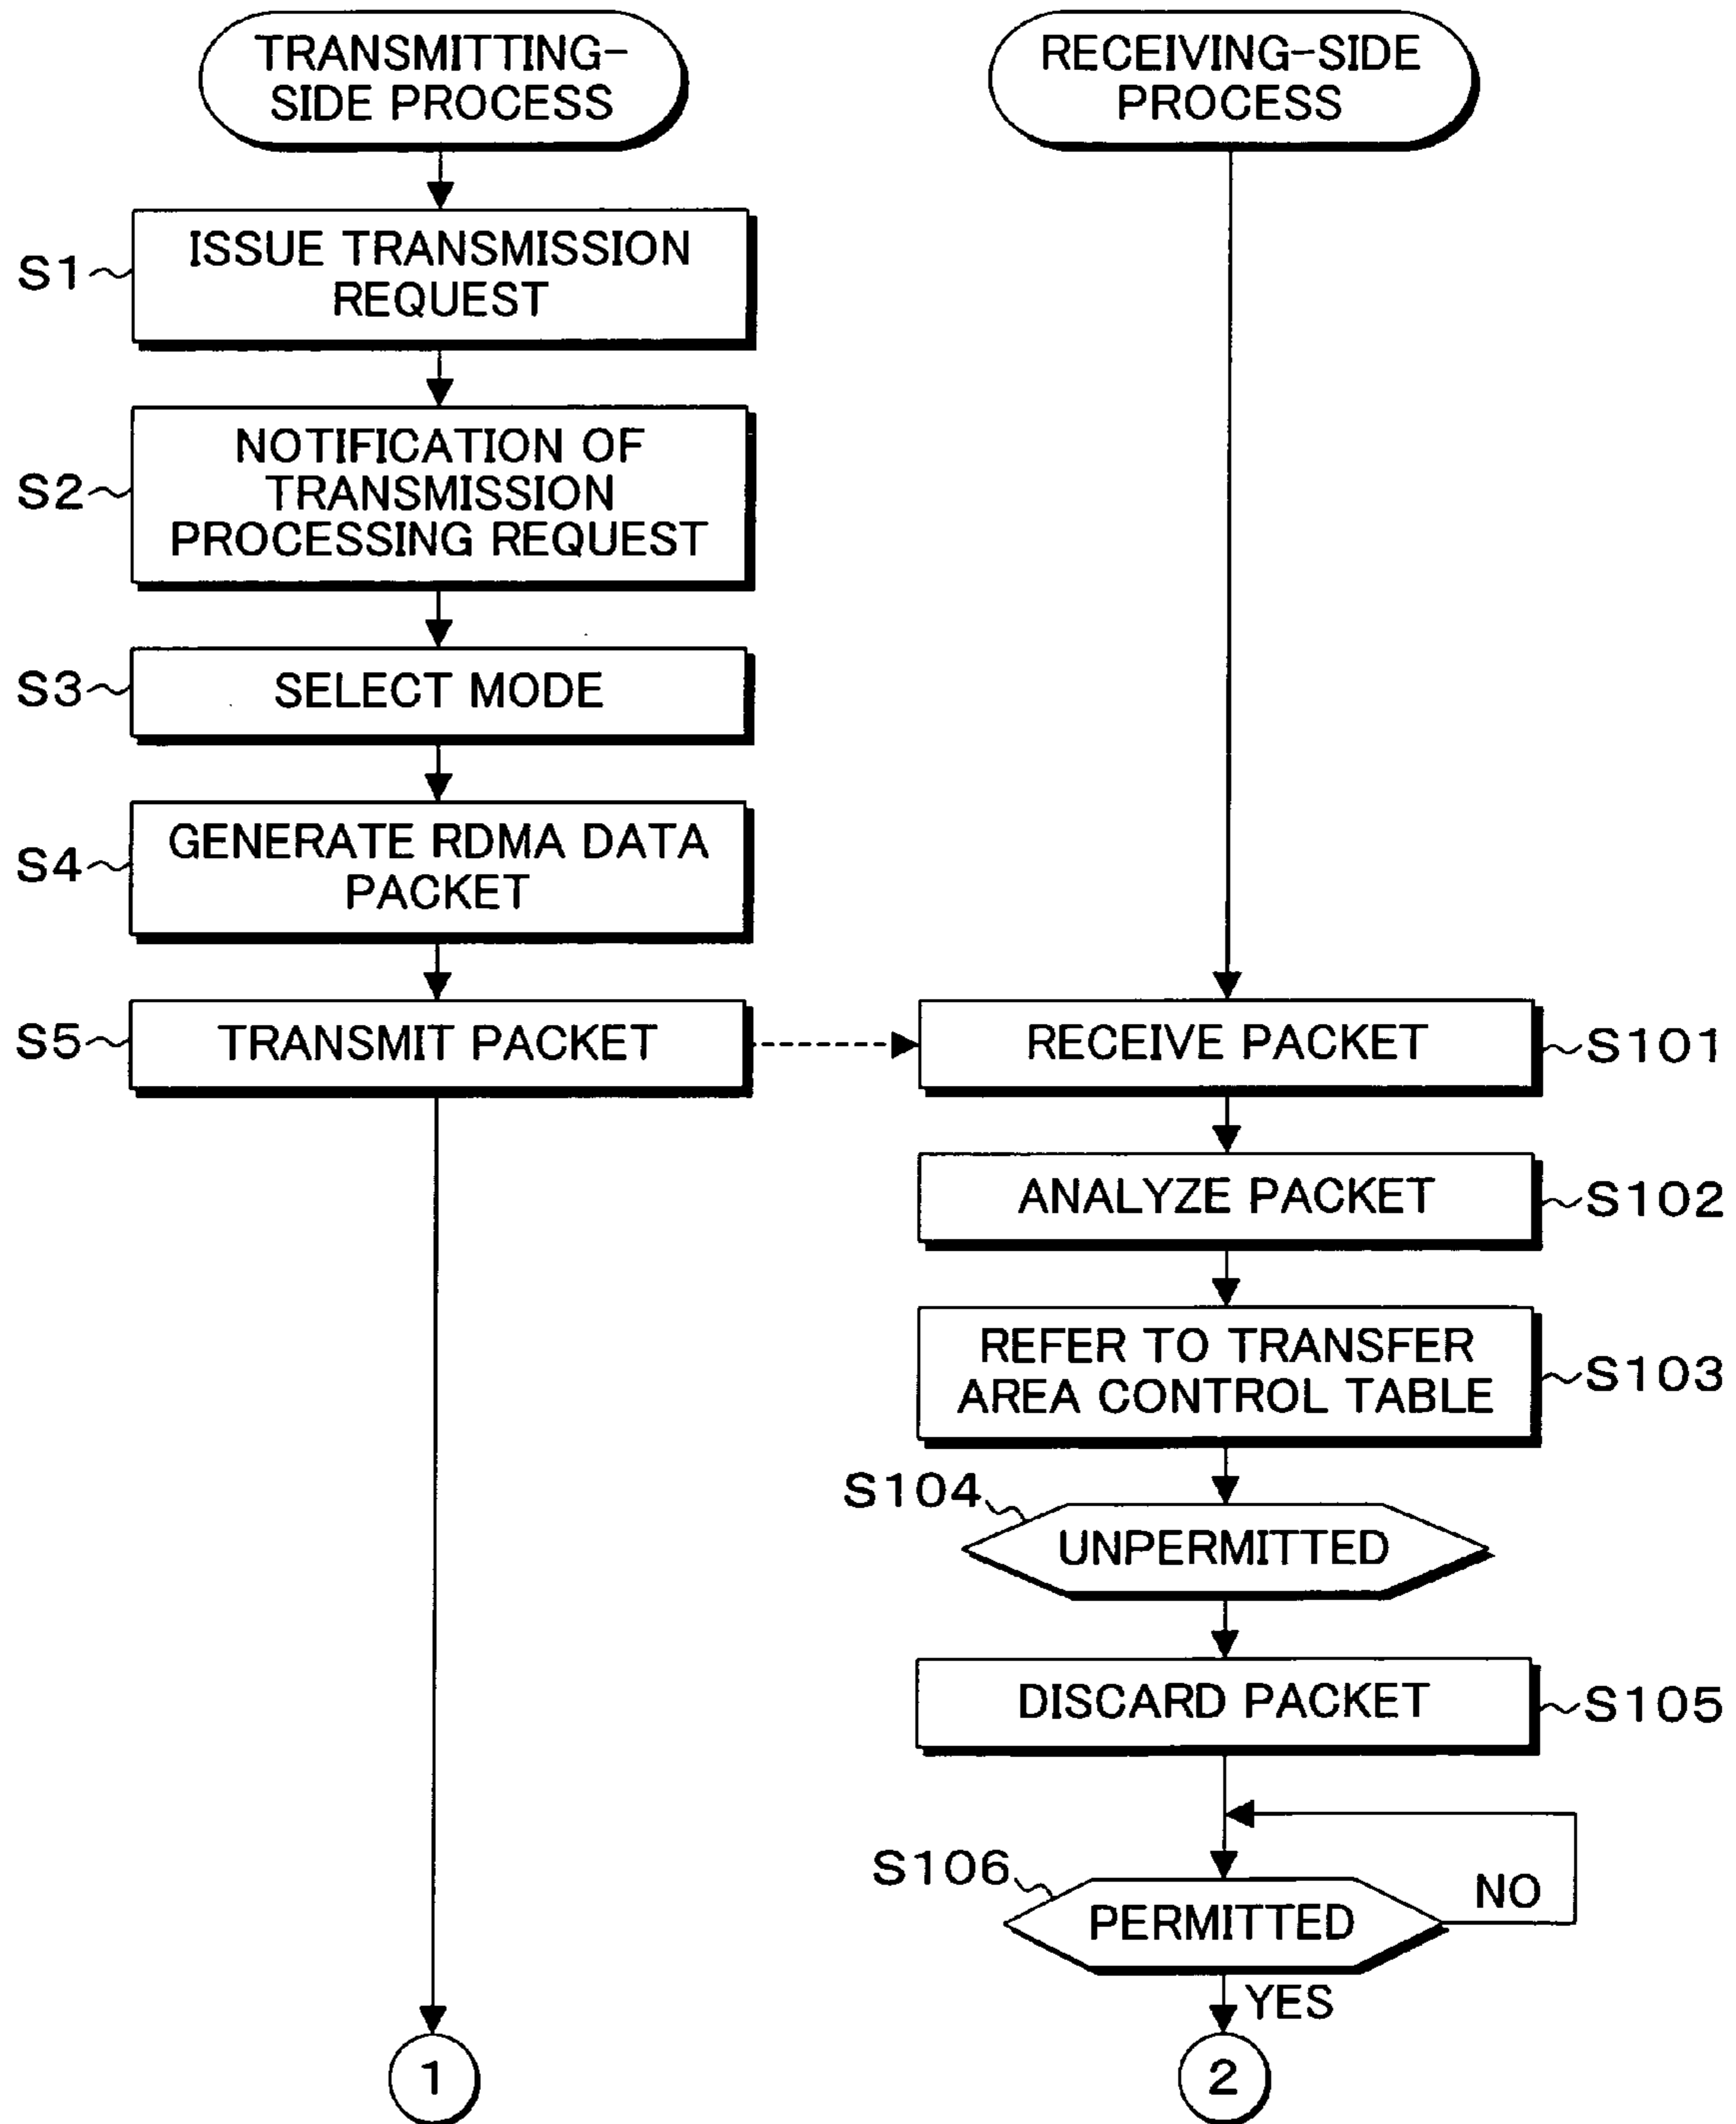 TRANSMITTING-
SIDE PROCESS
S1
ISSUE TRANSMISSION
REQUEST
S2
NOTIFICATION OF
TRANSMISSION
PROCESSING REQUEST
S3
SELECT MODE
S4
GENERATE RDMA DATA
PACKET
S5
TRANSMIT PACKET
1
RECEIVING-SIDE
PROCESS
RECEIVE PACKET
S101
ANALYZE PACKET
S102
REFER TO TRANSFER
AREA CONTROL TABLE
S103
S104
UNPERMITTED
DISCARD PACKET
S105
S106
PERMITTED
NO
YES
2